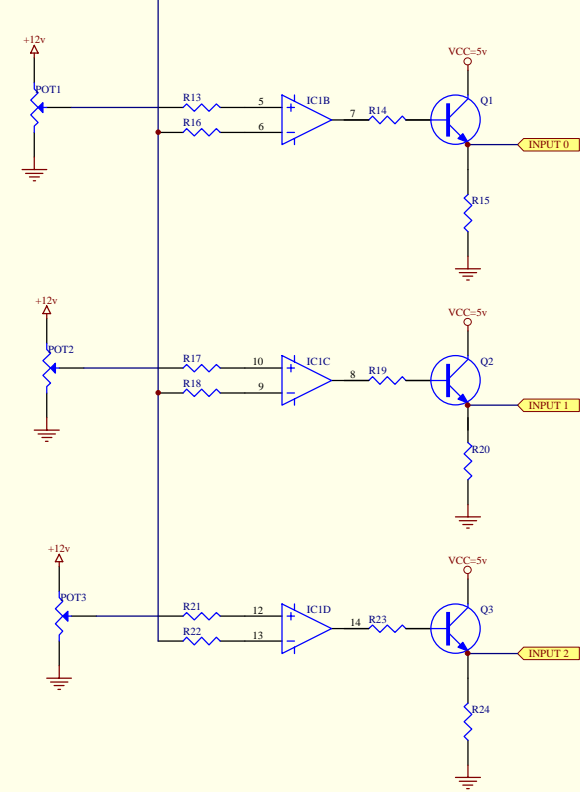 +12v
VCC=5v
POT1
R13
5
IC1B
Q1
7
R14
R16
6
INPUT 0
R15
+12v
VCC=5v
POT2
R17
10
IC1C
Q2
8
R19
R18
9
INPUT 1
R20
+12v
VCC=5v
POT3
R21
12
IC1D
Q3
14
R23
R22
13
INPUT 2
R24